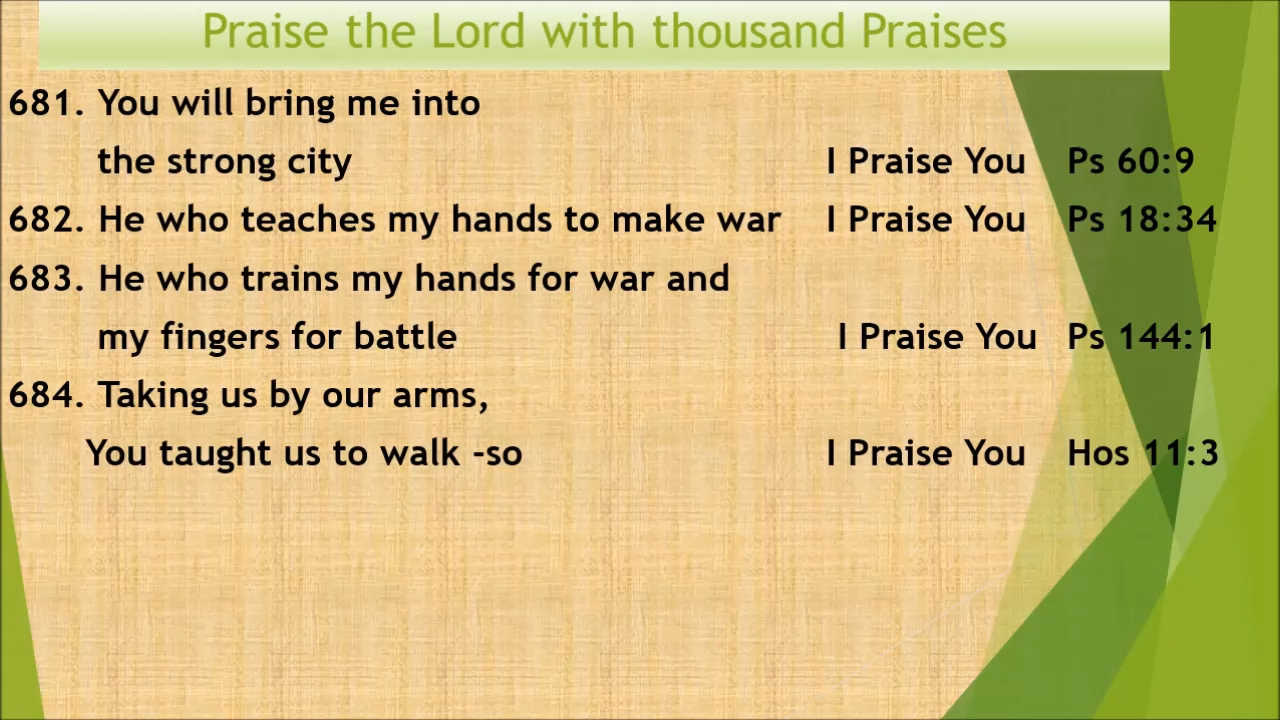 Praise the Lord with thousand Praises
681. You will bring me into
the strong city I Praise You Ps 60:9
682. He who teaches my hands to make war I Praise You Ps 18:34
683. He who trains my hands for war and
my fingers for battle I Praise You Ps 144:1
684. Taking us by our arms,
You taught us to walk -so I Praise You Hos 11:3